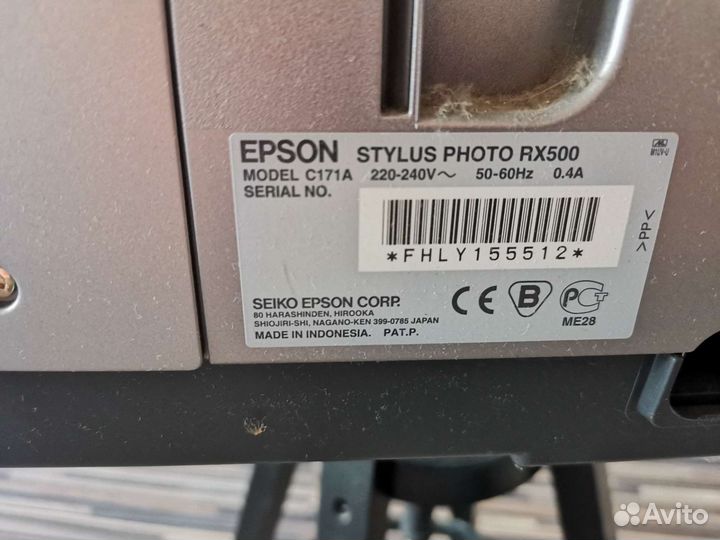 EPSON STYLUS PHOTO RX500
MODEL C171A 220-240V~ 50-60Hz 0.4A
SERIAL NO.
*FHLY155512*
>PP<
SEIKO EPSON CORP.
80 HARASHINDEN, HIROOKA
SHIOJIRI-SHI, NAGANO-KEN 399-0785 JAPAN
MADE IN INDONESIA. PAT.P.
CE B PCT
ME28
Avito